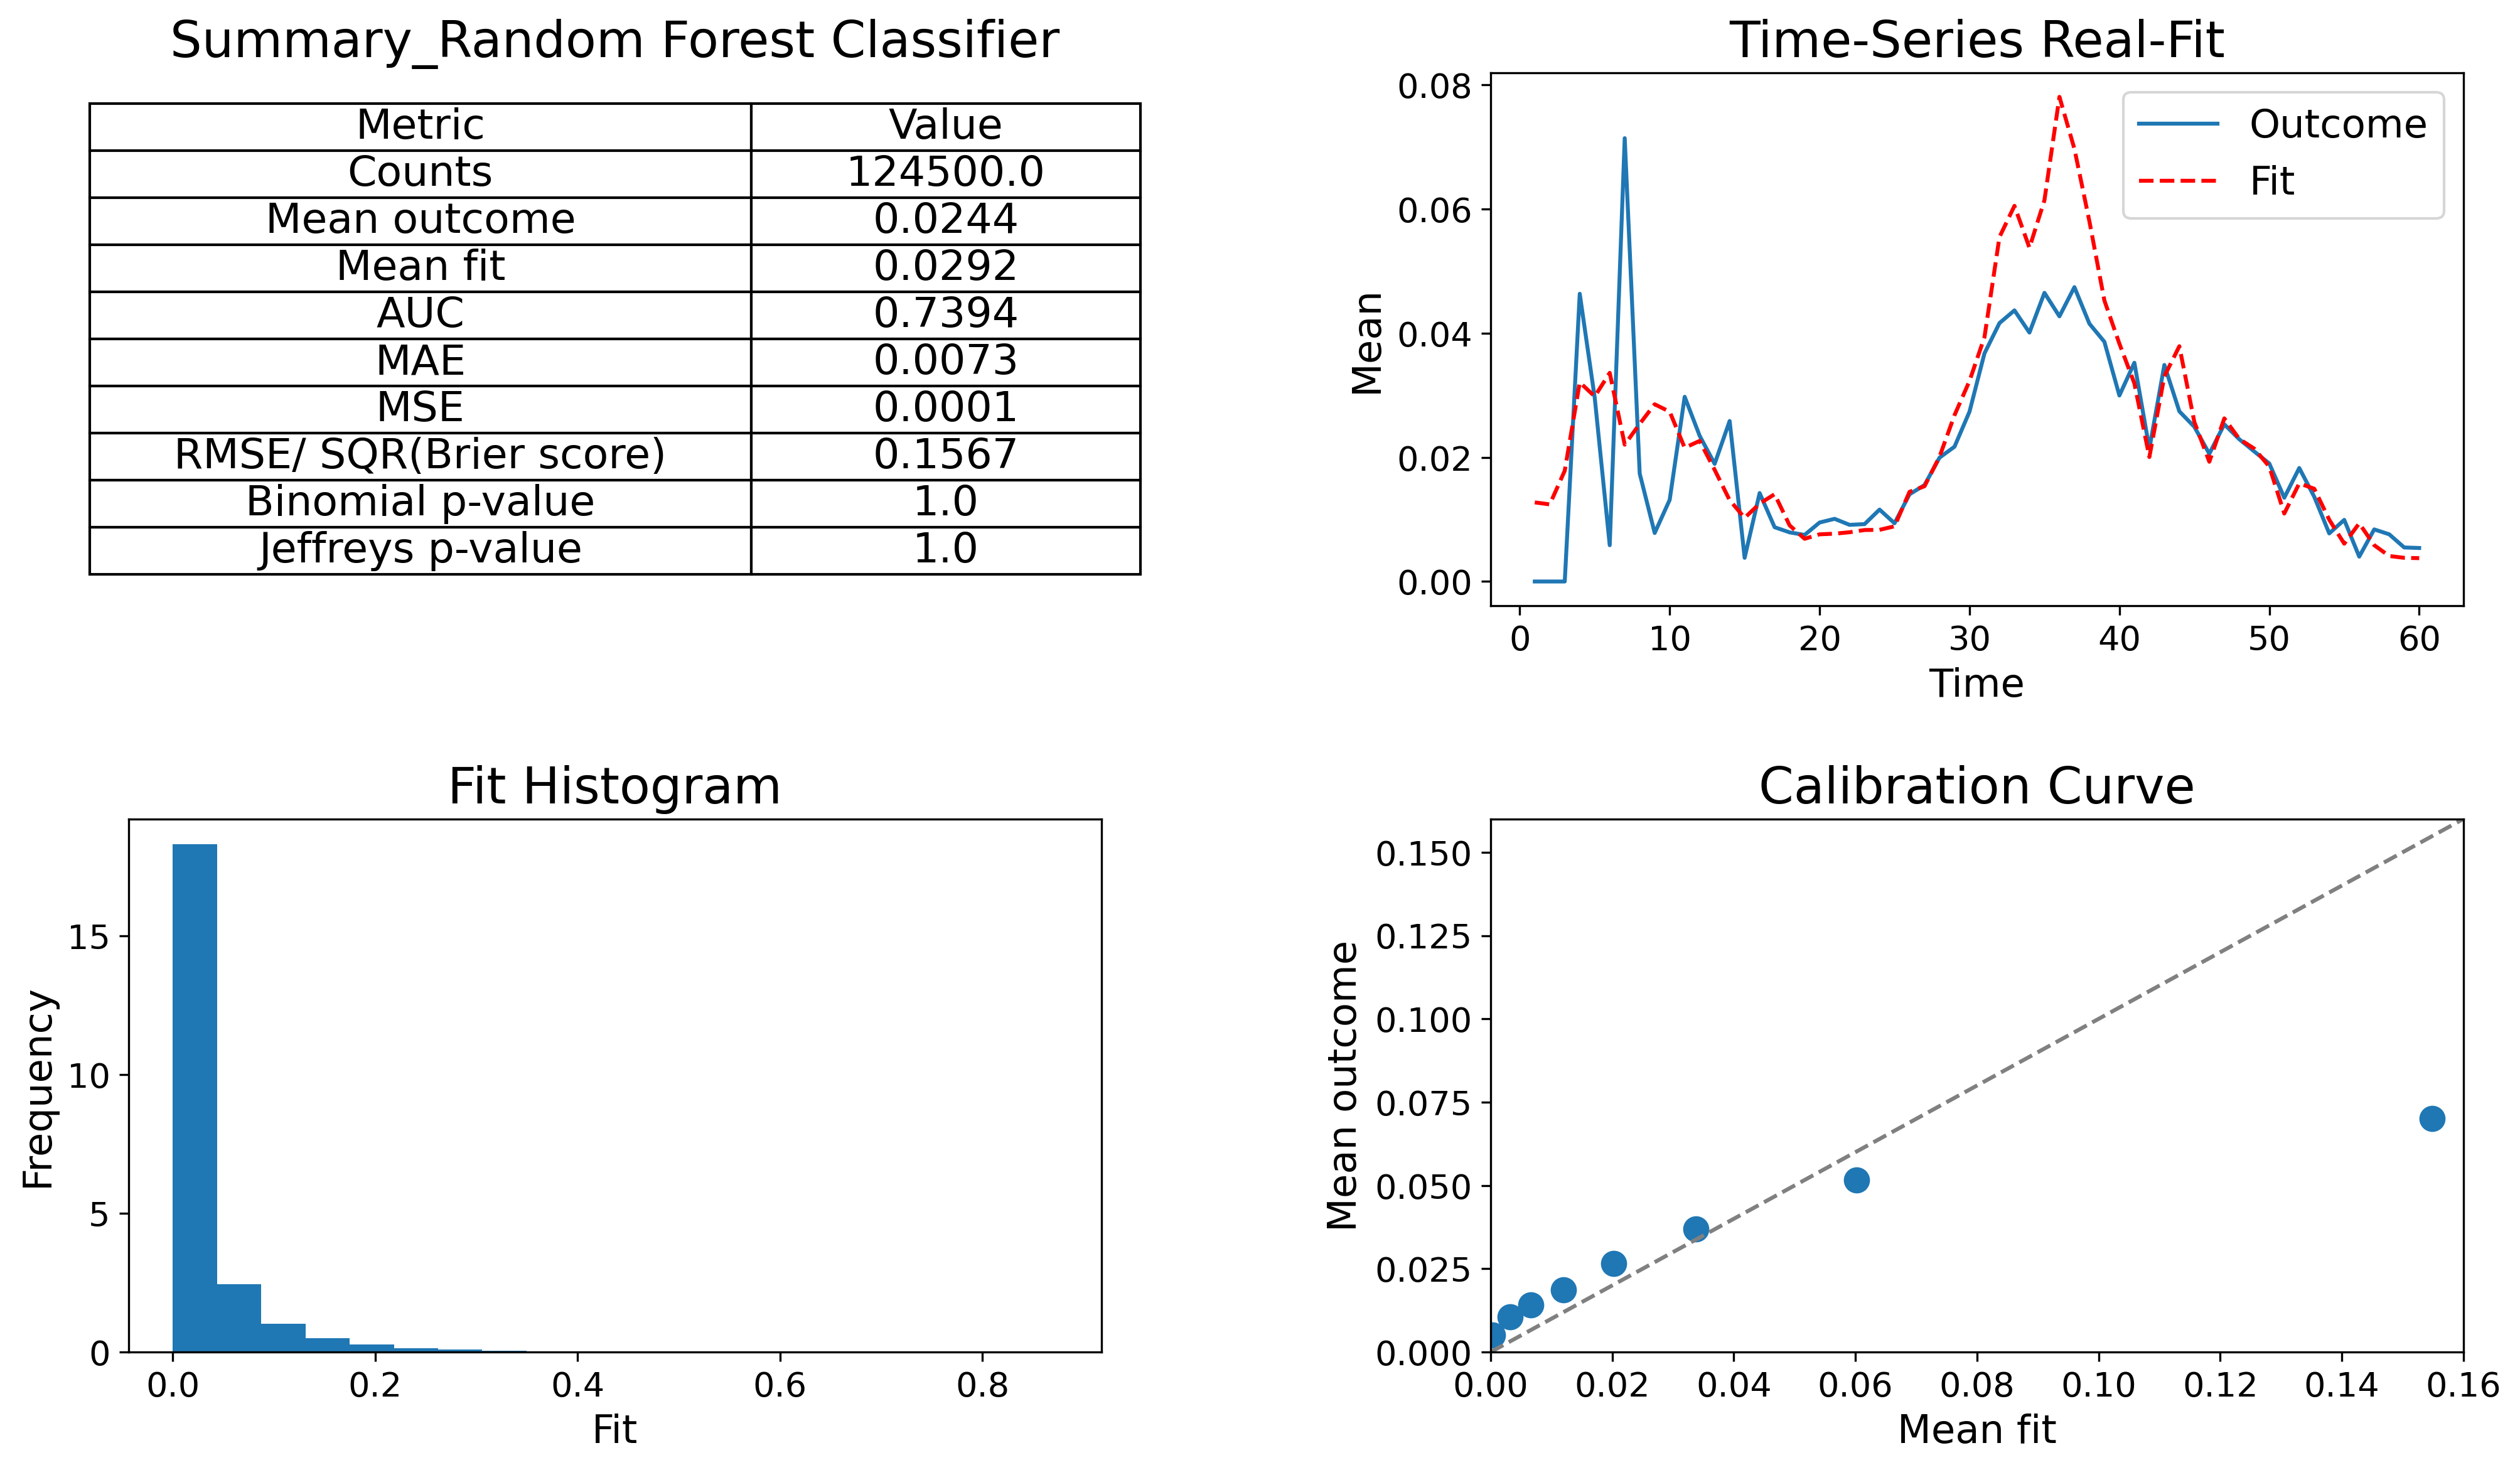 Summary_Random Forest Classifier
Metric Value
Counts 124500.0
Mean outcome 0.0244
Mean fit 0.0292
AUC 0.7394
MAE 0.0073
MSE 0.0001
RMSE/ SQR(Brier score) 0.1567
Binomial p-value 1.0
Jeffreys p-value 1.0
Time-Series Real-Fit
0.08
0.06
0.04
0.02
0.00
Mean
Outcome
Fit
0 10 20 30 40 50 60
Time
Fit Histogram
15
10
5
0
Frequency
0.0 0.2 0.4 0.6 0.8
Fit
Calibration Curve
0.150
0.125
0.100
0.075
0.050
0.025
0.000
Mean outcome
0.00 0.02 0.04 0.06 0.08 0.10 0.12 0.14 0.16
Mean fit